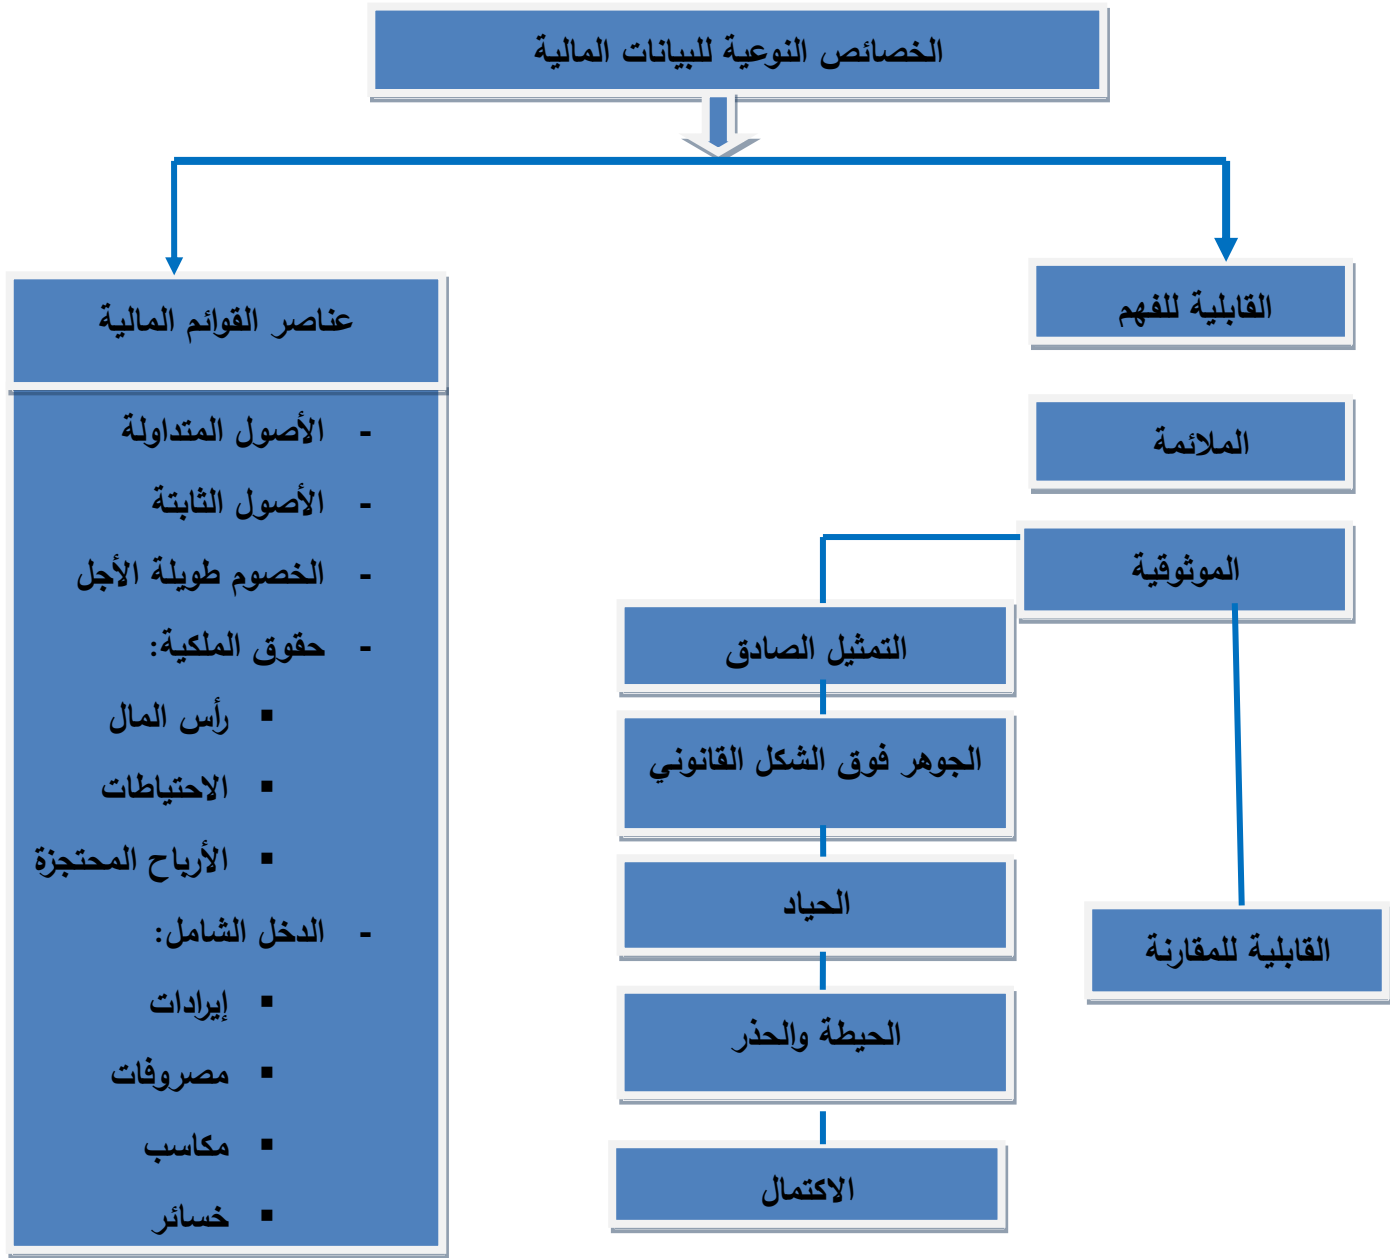 الخصائص النوعية للبيانات المالية
القابلية للفهم
الملائمة
الموثوقية
التمثيل الصادق
الجوهر فوق الشكل القانوني
الحياد
الحيطة والحذر
الاكتمال
القابلية للمقارنة
عناصر القوائم المالية
- الأصول المتداولة
- الأصول الثابتة
- الخصوم طويلة الأجل
- حقوق الملكية:
▪ رأس المال
▪ الاحتياطات
▪ الأرباح المحتجزة
- الدخل الشامل:
▪ إيرادات
▪ مصروفات
▪ مكاسب
▪ خسائر